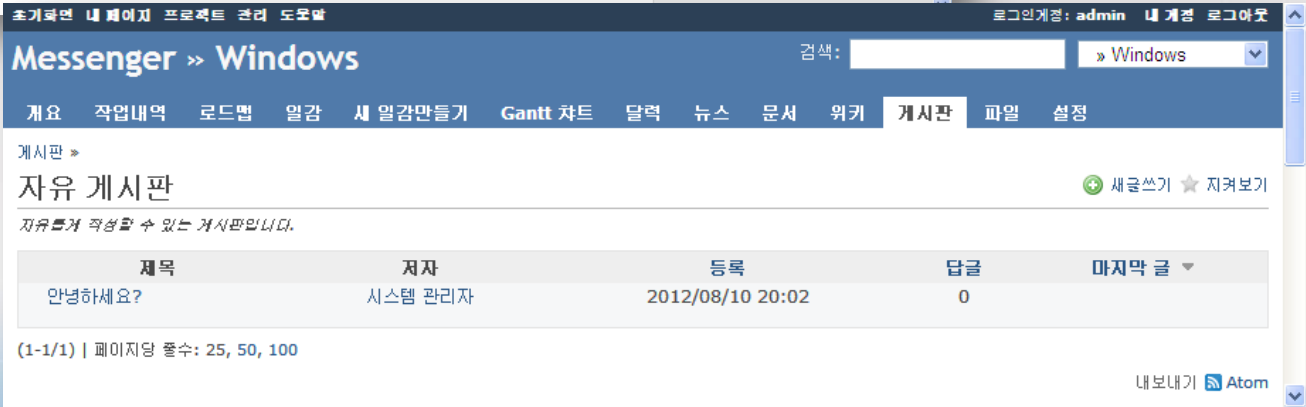 초기화면 내 페이지 프로젝트 관리 도움말 로그인계정: admin 내 계정 로그아웃
Messenger » Windows 검색: » Windows
개요 작업내역 로드맵 일감 새 일감만들기 Gantt 챠트 달력 뉴스 문서 위키 게시판 파일 설정
게시판 »
자유 게시판 새글쓰기 지켜보기
자유롭게 작성할 수 있는 게시판입니다.
제목 저자 등록 답글 마지막 글
안녕하세요? 시스템 관리자 2012/08/10 20:02 0
(1-1/1) | 페이지당 줄수: 25, 50, 100
내보내기 Atom